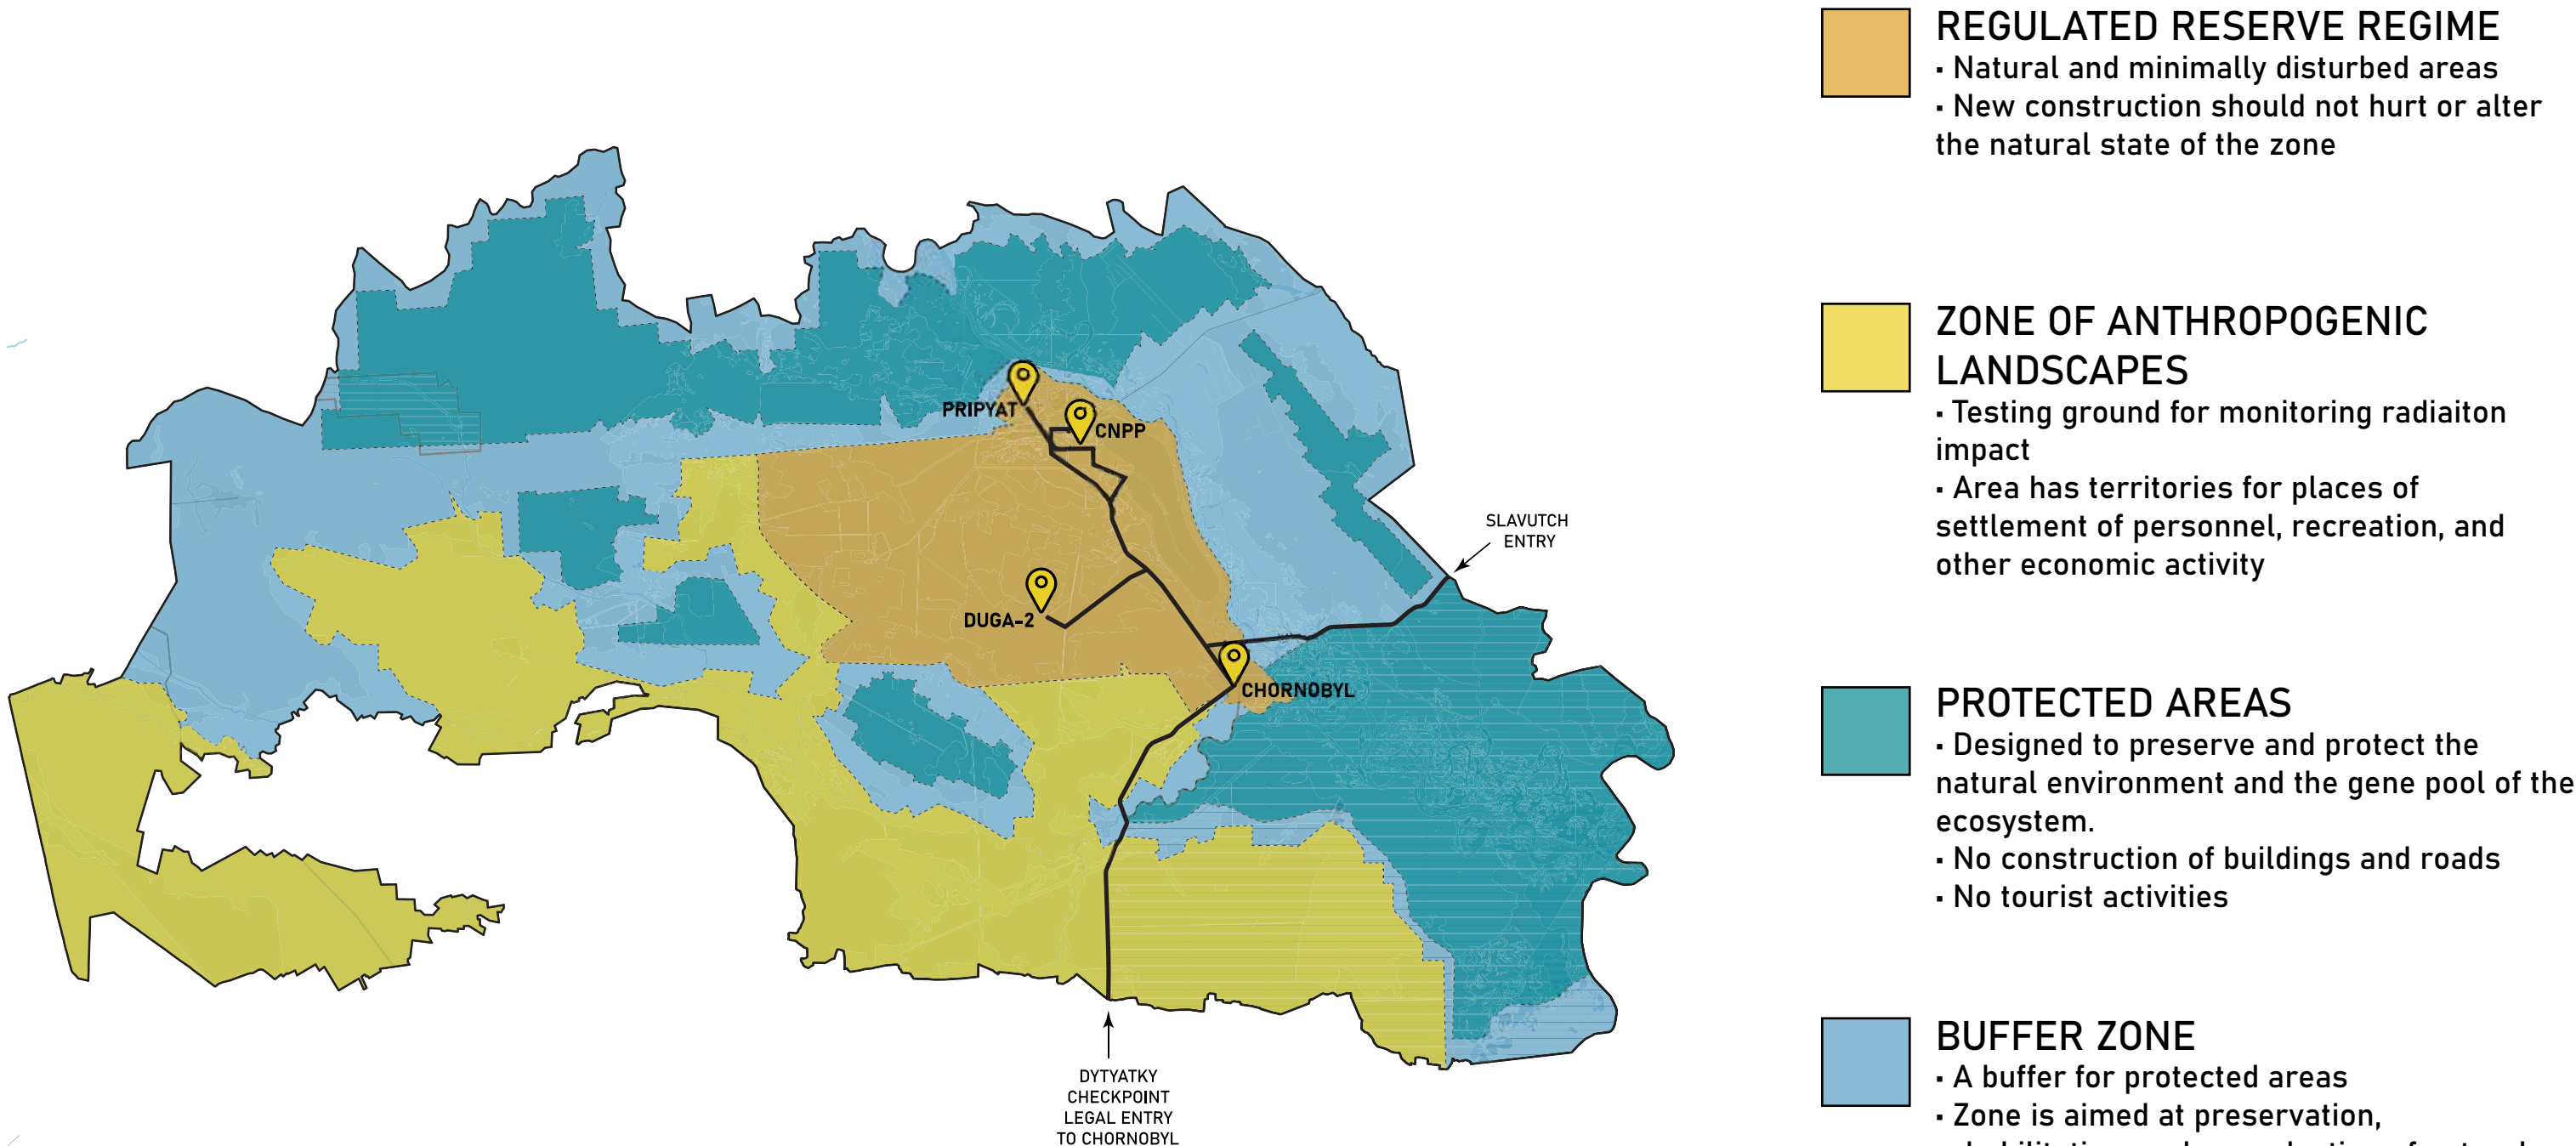 REGULATED RESERVE REGIME
▪ Natural and minimally disturbed areas
▪ New construction should not hurt or alter
the natural state of the zone
ZONE OF ANTHROPOGENIC
LANDSCAPES
▪ Testing ground for monitoring radiaiton
impact
▪ Area has territories for places of
settlement of personnel, recreation, and
other economic activity
PROTECTED AREAS
▪ Designed to preserve and protect the
natural environment and the gene pool of the
ecosystem.
▪ No construction of buildings and roads
▪ No tourist activities
BUFFER ZONE
▪ A buffer for protected areas
▪ Zone is aimed at preservation,
PRIPYAT
CNPP
SLAVUTCH
ENTRY
DUGA-2
CHORNOBYL
DYTYATKY
CHECKPOINT
LEGAL ENTRY
TO CHORNOBYL